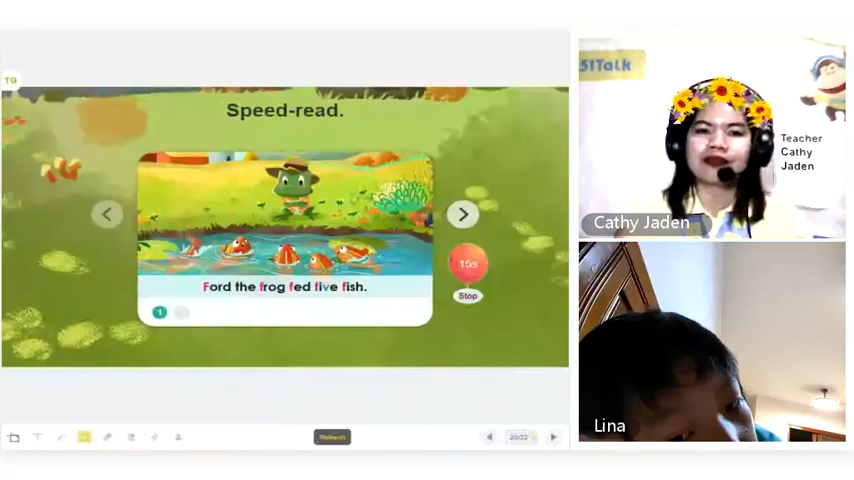 TG
Speed-read.
15s
Stop
Ford the frog fed five fish.
1
20/22
51Talk
Teacher
Cathy
Jaden
Cathy Jaden
Lina